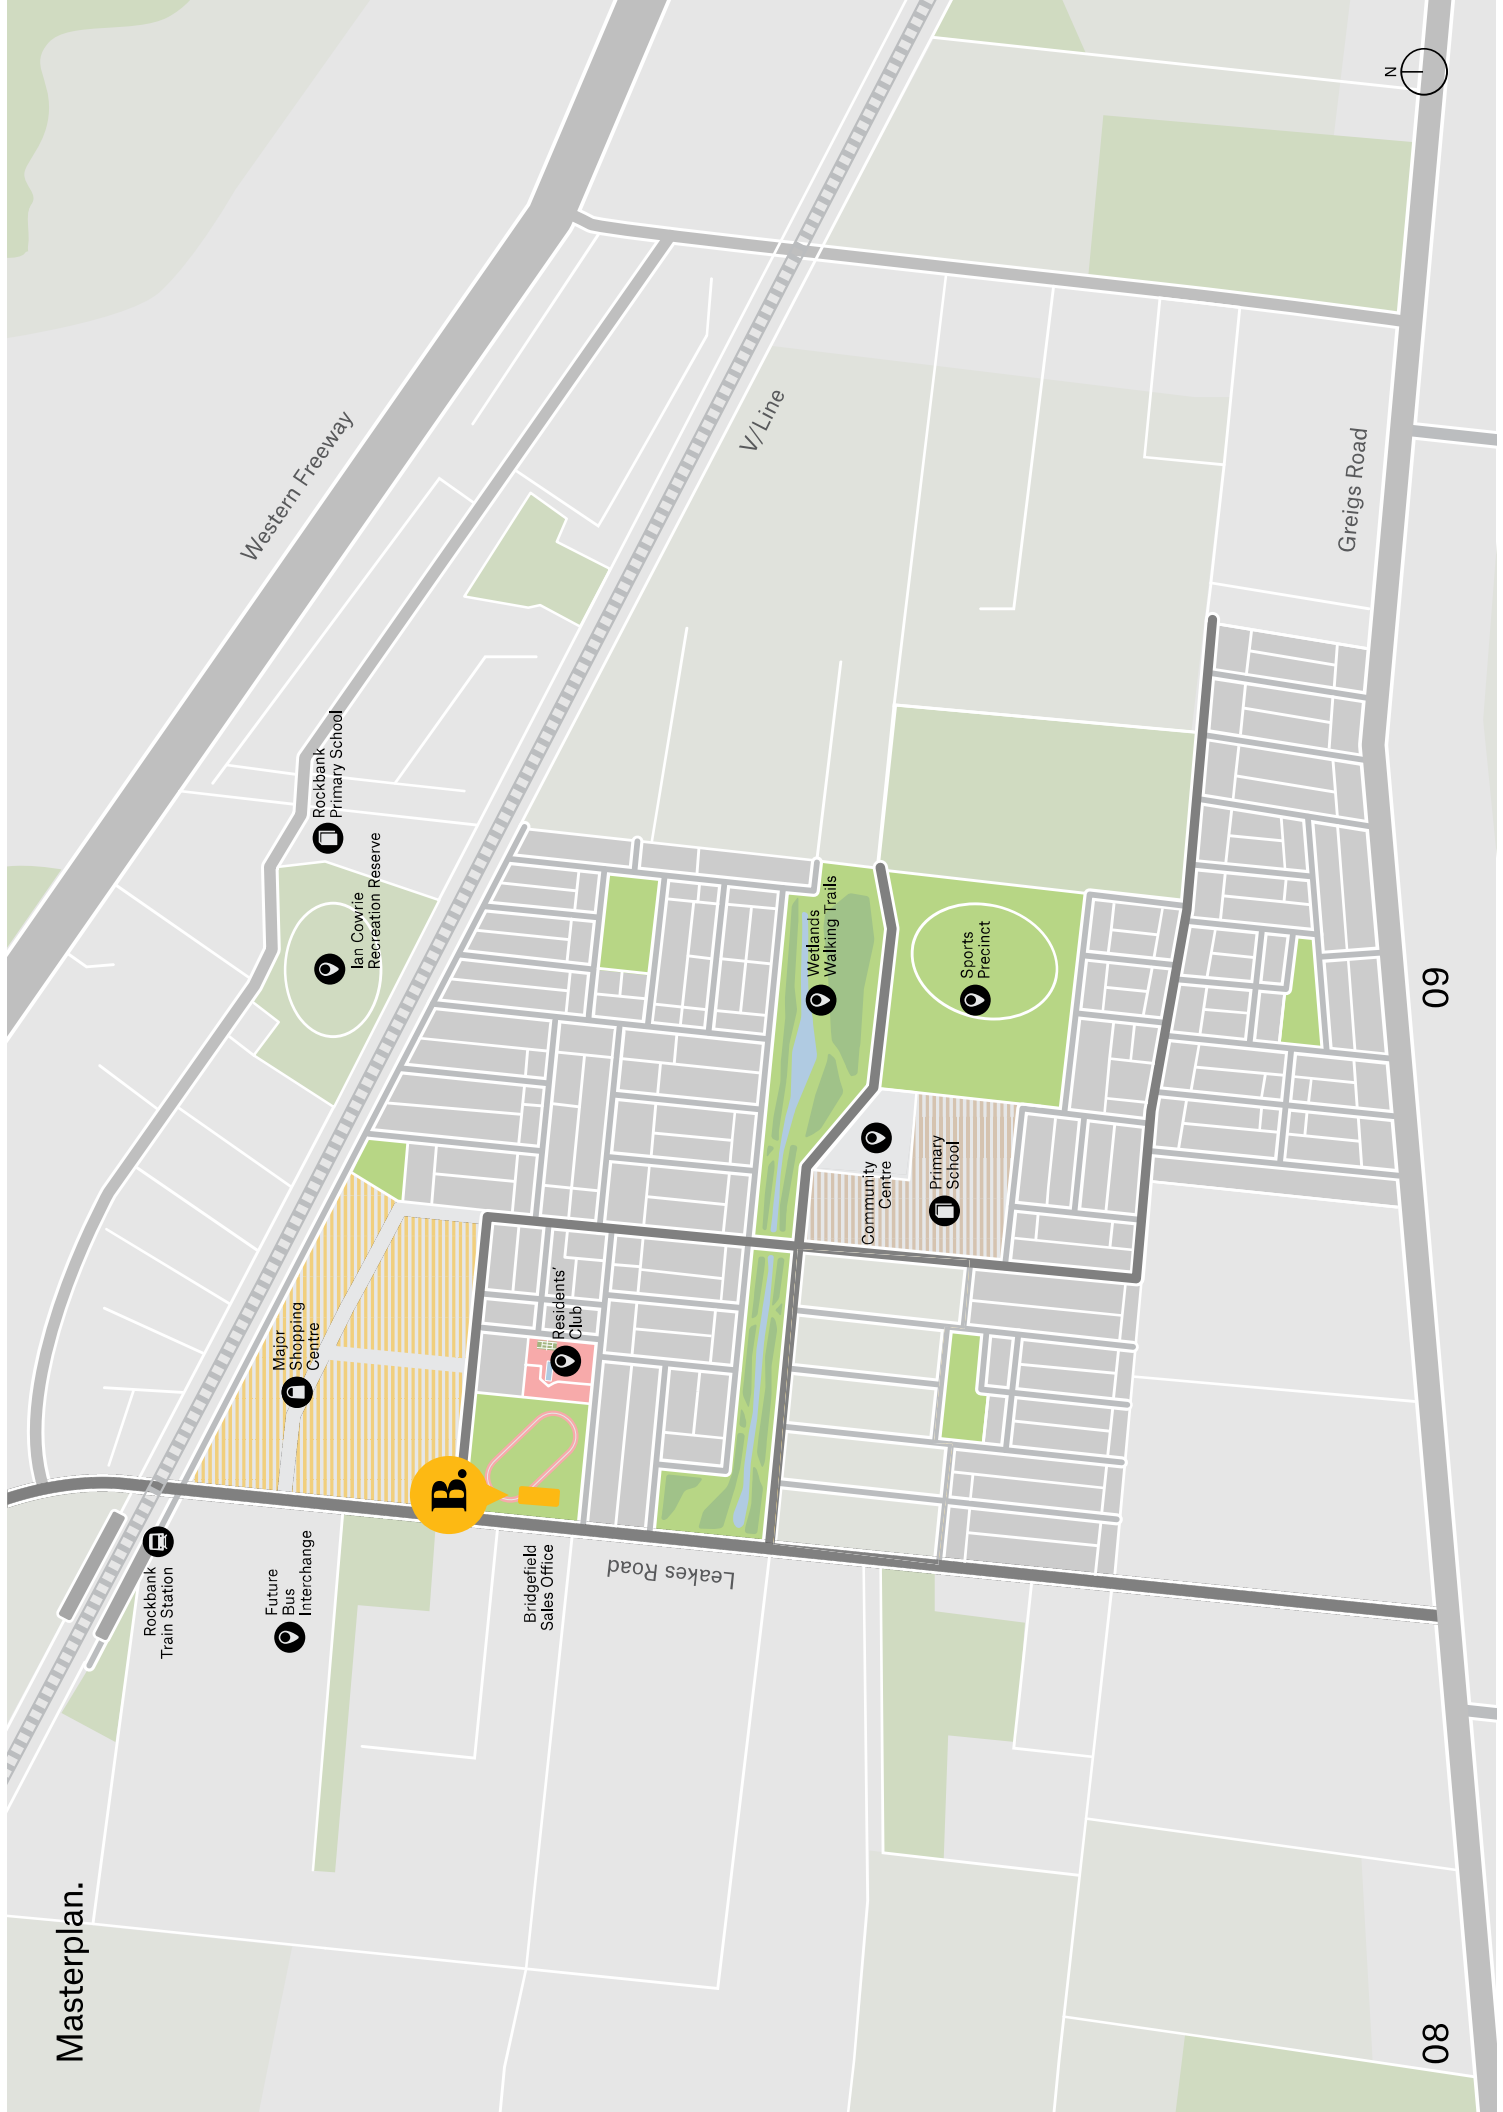 Masterplan.
Western Freeway
V/Line
Greigs Road
N
Rockbank
Primary School
Ian Cowrie
Recreation Reserve
Rockbank
Train Station
Major
Shopping
Centre
Future
Bus
Interchange
B.
Bridgefield
Sales Office
Residents’
Club
Leakes Road
Wetlands
Walking Trails
Sports
Precinct
Community
Centre
Primary
School
08
09